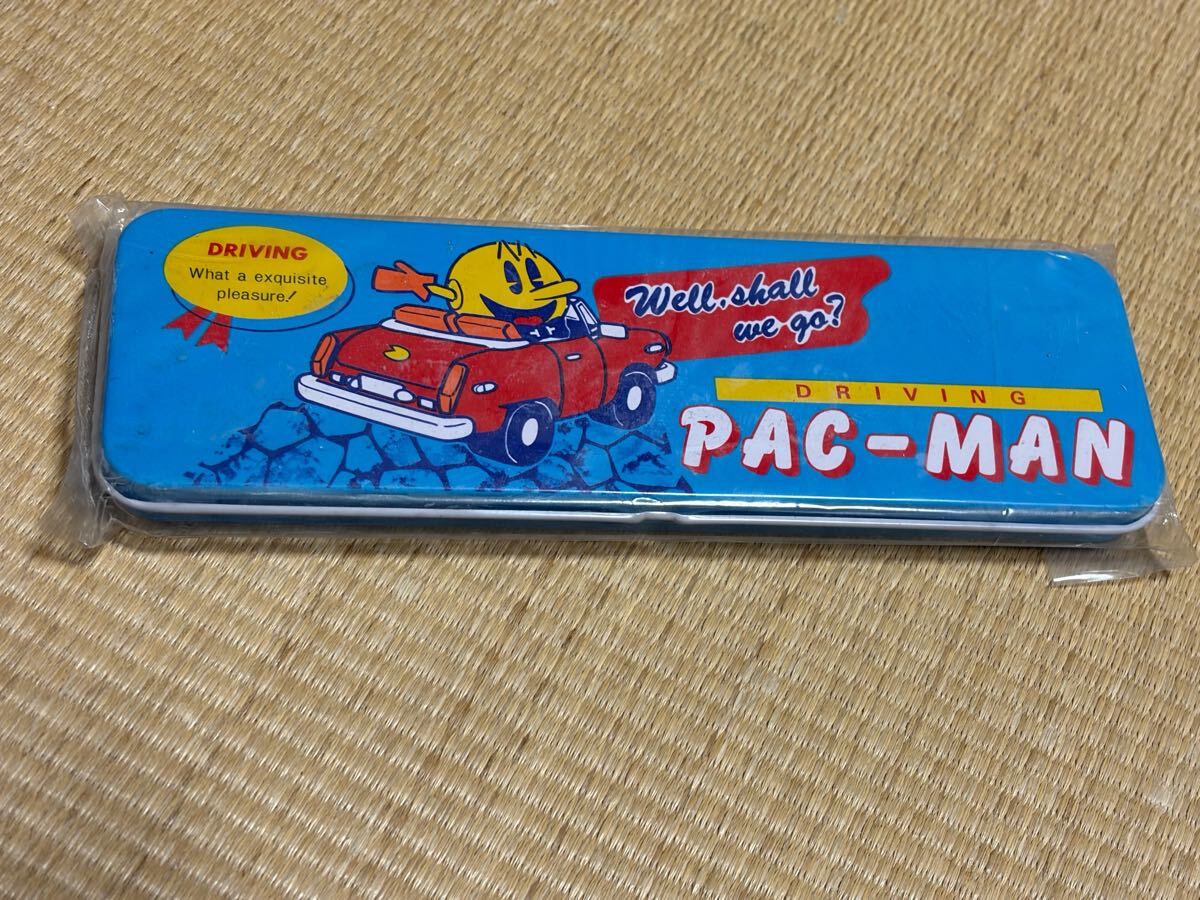 DRIVING
What a exquisite
pleasure!
Well, shall
we go?
DRIVING
PAC-MAN